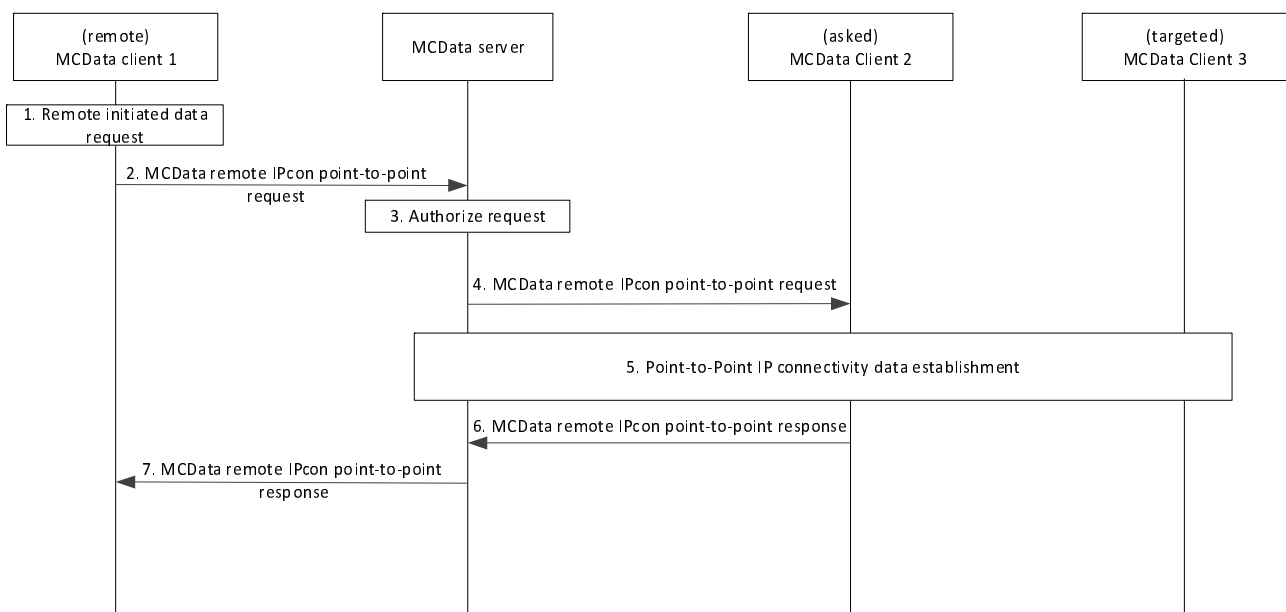 (remote)
MCData client 1
MCData server
(asked)
MCData Client 2
(targeted)
MCData Client 3
1. Remote initiated data
request
2. MCData remote IPcon point-to-point
request
3. Authorize request
4. MCData remote IPcon point-to-point request
5. Point-to-Point IP connectivity data establishment
6. MCData remote IPcon point-to-point response
7. MCData remote IPcon point-to-point
response